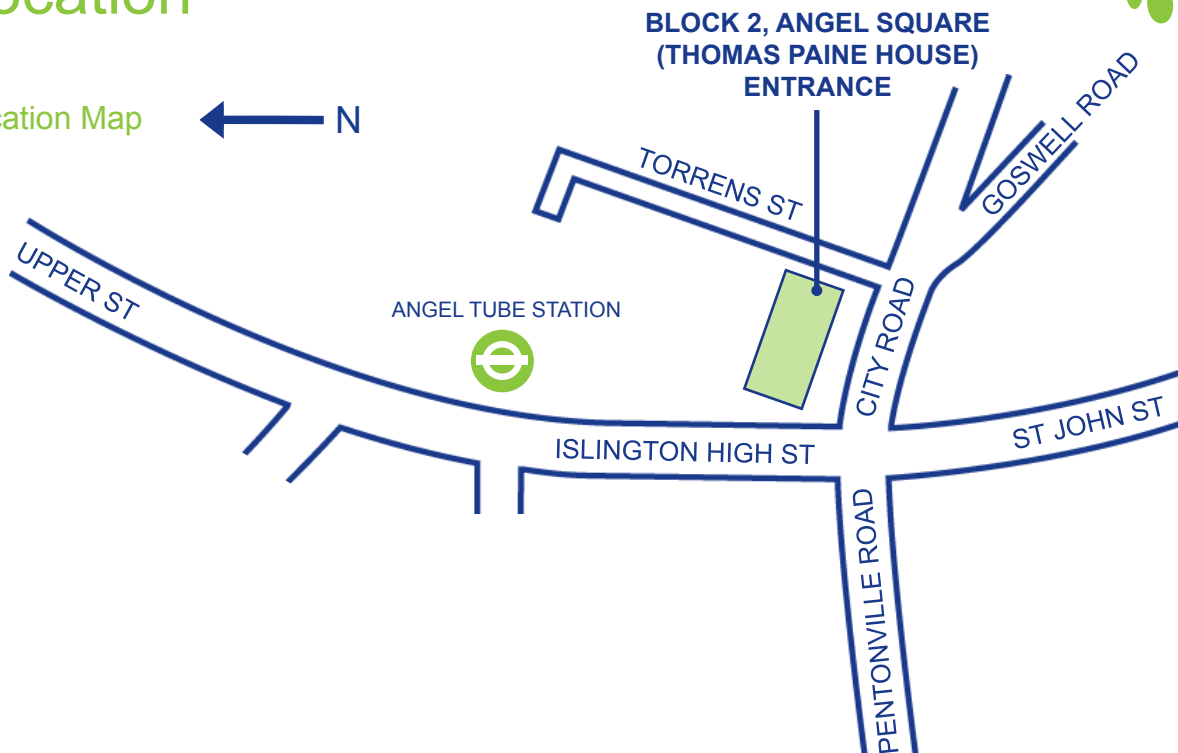 BLOCK 2, ANGEL SQUARE
(THOMAS PAINE HOUSE)
ENTRANCE
Map
N
GOSWELL ROAD
TORRENS ST
UPPER ST
ANGEL TUBE STATION
CITY ROAD
ISLINGTON HIGH ST
ST JOHN ST
PENTONVILLE ROAD